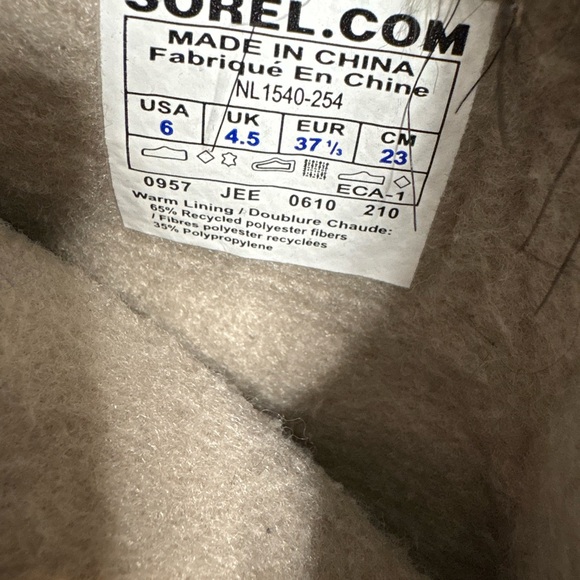 SOREL.COM
MADE IN CHINA
Fabriqué En Chine
NL1540-254
USA UK EUR CM
6 4.5 37 1/3 23
ECA-1
0957 JEE 0610 210
Warm Lining / Doublure Chaude:
65% Recycled polyester fibers
/ Fibres polyester recyclées
35% Polypropylene